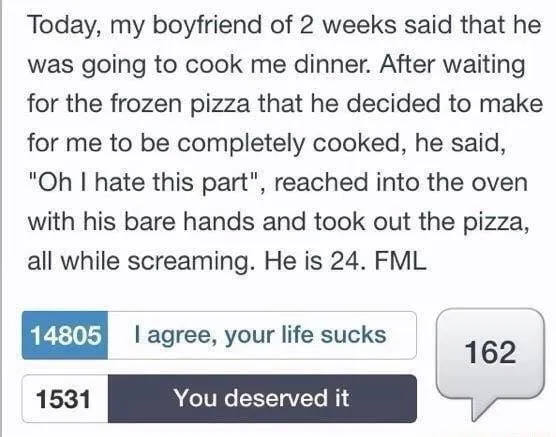 Today, my boyfriend of 2 weeks said that he
was going to cook me dinner. After waiting
for the frozen pizza that he decided to make
for me to be completely cooked, he said,
"Oh I hate this part", reached into the oven
with his bare hands and took out the pizza,
all while screaming. He is 24. FML
14805 I agree, your life sucks
162
1531 You deserved it